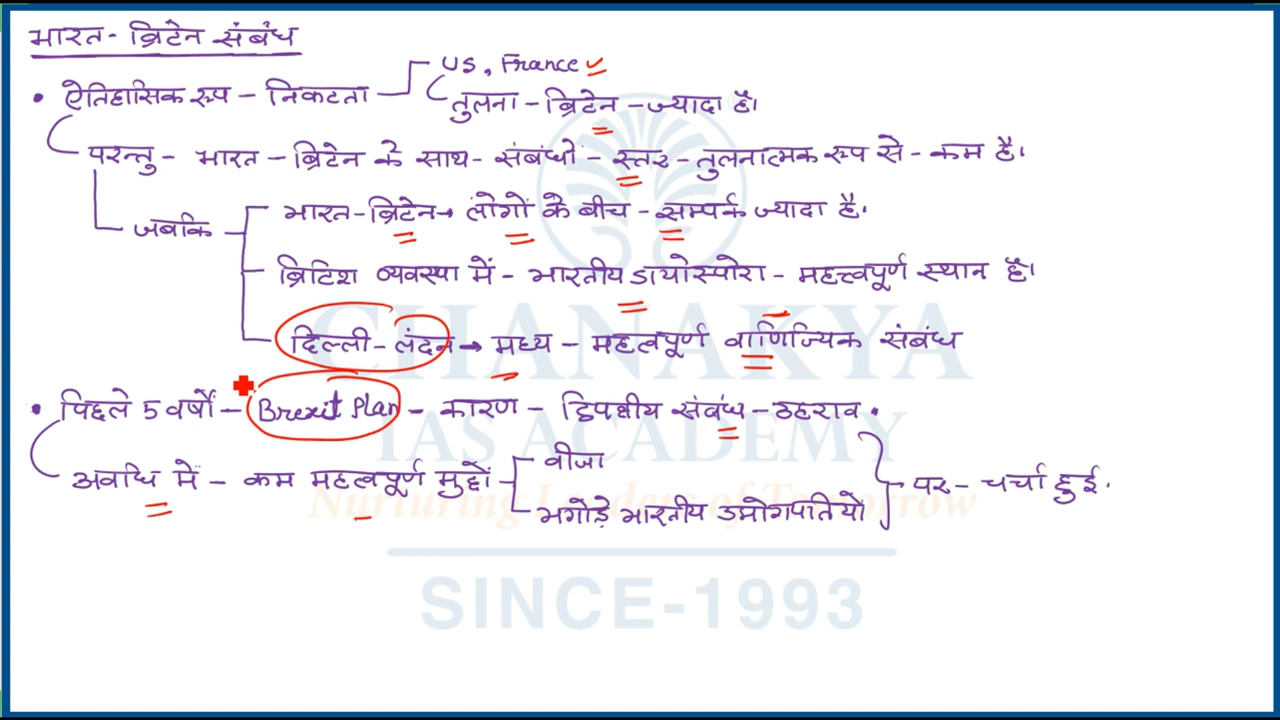 भारत- ब्रिटेन संबंध
• ऐतिहासिक रूप - निकटता
US, France
तुलना - ब्रिटेन - ज्यादा है।
परन्तु - भारत - ब्रिटेन के साथ - संबंधों - स्तर - तुलनात्मक रूप से - कम है।
जबकि
भारत-ब्रिटेन→ लोगों के बीच - सम्पर्क ज्यादा है।
ब्रिटिश व्यवस्था में - भारतीय डायोस्पोरा - महत्त्वपूर्ण स्थान है।
दिल्ली - लंदन → मध्य - महत्वपूर्ण वाणिज्यिक संबंध
• पिछले 5 वर्षों - Brexit Plan - कारण - द्विपक्षीय संबंध - ठहराव •
अवधि में - कम महत्वपूर्ण मुद्दों
वीजा
भगोड़े भारतीय उद्योगपतियों
पर - चर्चा हुई.
CHANAKYA
IAS ACADEMY
Nurturing Leaders of Tomorrow
SINCE-1993